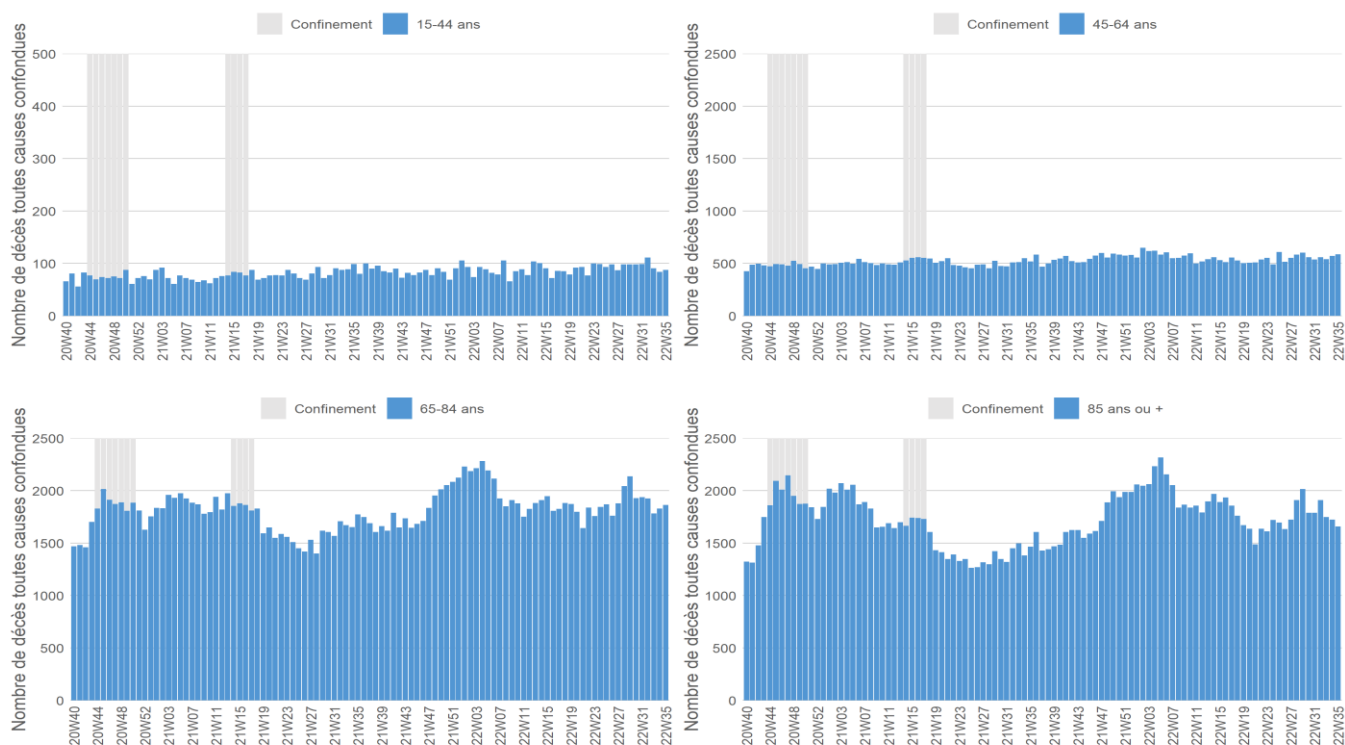 Confinement 15-44 ans
Nombre de décès toutes causes confondues
500
400
300
200
100
0
20W40 20W44 20W48 20W52 21W03 21W07 21W11 21W15 21W19 21W23 21W27 21W31 21W35 21W39 21W43 21W47 21W51 22W03 22W07 22W11 22W15 22W19 22W23 22W27 22W31 22W35
Confinement 45-64 ans
Nombre de décès toutes causes confondues
2500
2000
1500
1000
500
0
20W40 20W44 20W48 20W52 21W03 21W07 21W11 21W15 21W19 21W23 21W27 21W31 21W35 21W39 21W43 21W47 21W51 22W03 22W07 22W11 22W15 22W19 22W23 22W27 22W31 22W35
Confinement 65-84 ans
Nombre de décès toutes causes confondues
2500
2000
1500
1000
500
0
20W40 20W44 20W48 20W52 21W03 21W07 21W11 21W15 21W19 21W23 21W27 21W31 21W35 21W39 21W43 21W47 21W51 22W03 22W07 22W11 22W15 22W19 22W23 22W27 22W31 22W35
Confinement 85 ans ou +
Nombre de décès toutes causes confondues
2500
2000
1500
1000
500
0
20W40 20W44 20W48 20W52 21W03 21W07 21W11 21W15 21W19 21W23 21W27 21W31 21W35 21W39 21W43 21W47 21W51 22W03 22W07 22W11 22W15 22W19 22W23 22W27 22W31 22W35